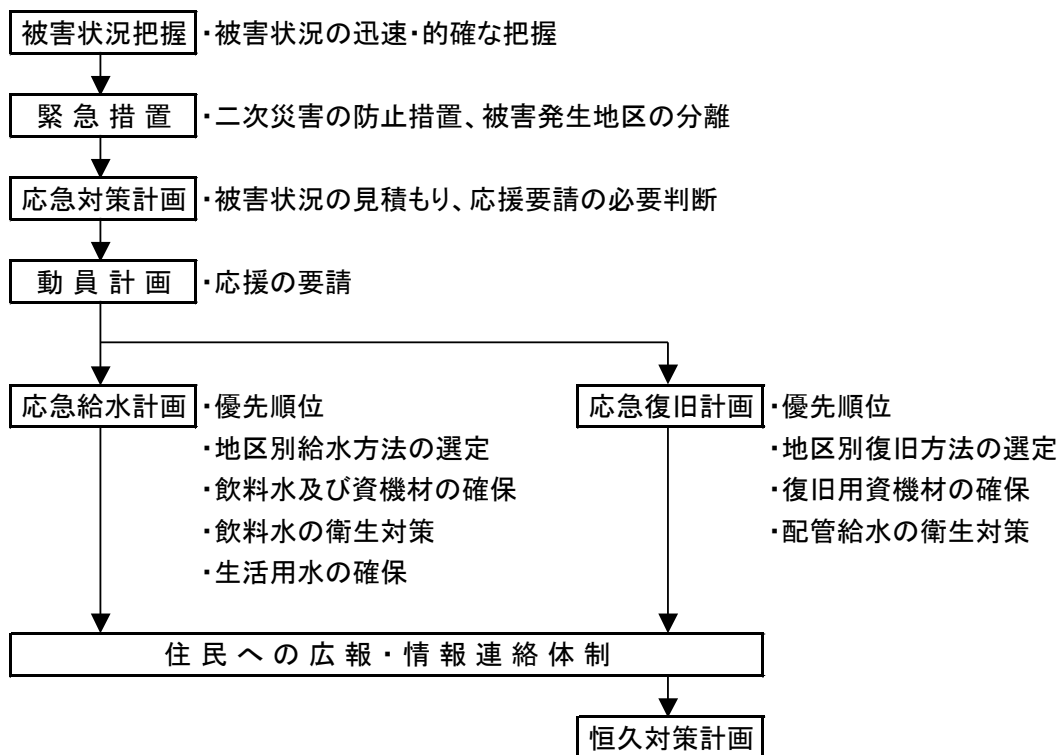 被害状況把握 ・被害状況の迅速・的確な把握
緊急措置 ・二次災害の防止措置、被害発生地区の分離
応急対策計画 ・被害状況の見積もり、応援要請の必要判断
動員計画 ・応援の要請
応急給水計画 ・優先順位
・地区別給水方法の選定
・飲料水及び資機材の確保
・飲料水の衛生対策
・生活用水の確保
応急復旧計画 ・優先順位
・地区別復旧方法の選定
・復旧用資機材の確保
・配管給水の衛生対策
住民への広報・情報連絡体制
恒久対策計画